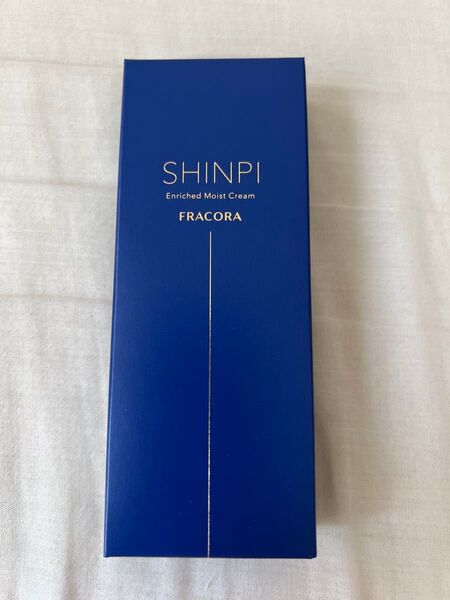 SHINPI
Enriched Moist Cream
FRACORA